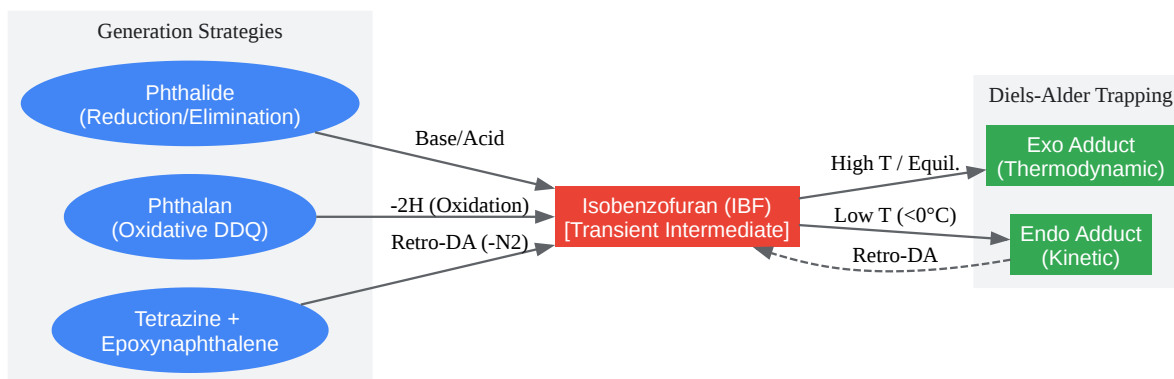 Generation Strategies
Phthalide
(Reduction/Elimination)
Base/Acid
Phthalan
(Oxidative DDQ)
-2H (Oxidation)
Retro-DA (-N2)
Tetrazine +
Epoxynaphthalene
Isobenzofuran (IBF)
[Transient Intermediate]
High T / Equil.
Low T (<0°C)
Retro-DA
Diels-Alder Trapping
Exo Adduct
(Thermodynamic)
Endo Adduct
(Kinetic)